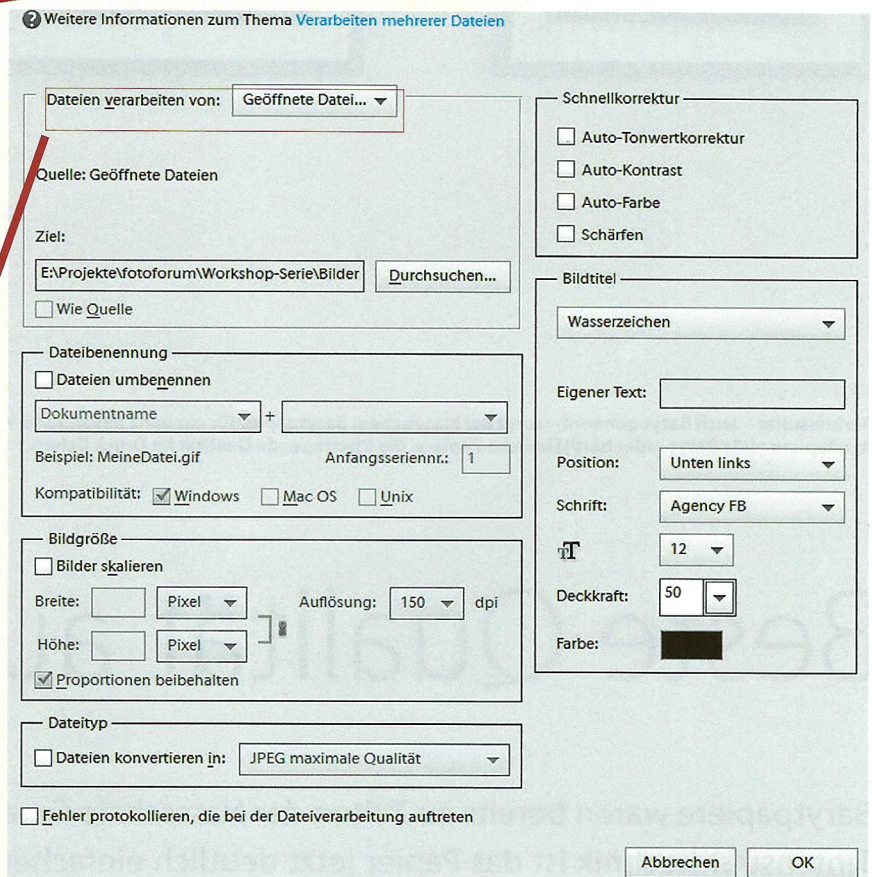 Weitere Informationen zum Thema Verarbeiten mehrerer Dateien
Dateien verarbeiten von: Geöffnete Datei...
Quelle: Geöffnete Dateien
Ziel:
E:\Projekte\fotoforum\Workshop-Serie\Bilder Durchsuchen...
Wie Quelle
Dateibenennung
Dateien umbenennen
Dokumentname +
Beispiel: MeineDatei.gif Anfangsseriennr.: 1
Kompatibilität: Windows Mac OS Unix
Bildgröße
Bilder skalieren
Breite: Pixel Auflösung: 150 dpi
Höhe: Pixel
Proportionen beibehalten
Dateityp
Dateien konvertieren in: JPEG maximale Qualität
Fehler protokollieren, die bei der Dateiverarbeitung auftreten
Schnellkorrektur
Auto-Tonwertkorrektur
Auto-Kontrast
Auto-Farbe
Schärfen
Bildtitel
Wasserzeichen
Eigener Text:
Position: Unten links
Schrift: Agency FB
TT 12
Deckkraft: 50
Farbe:
Abbrechen OK